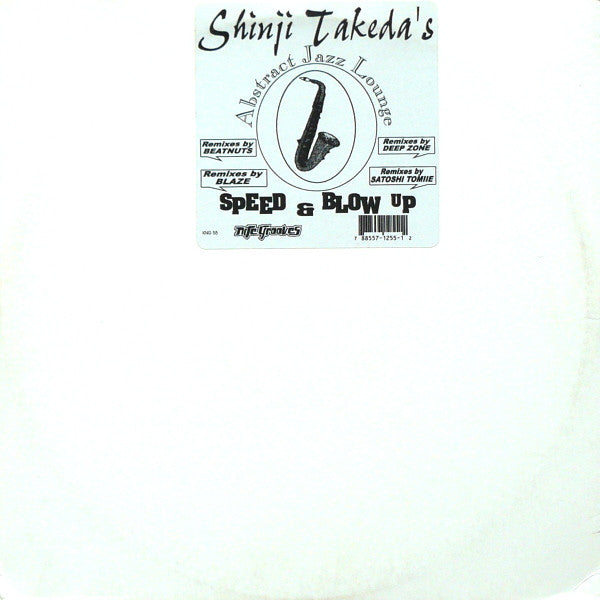 Shinji Takeda's
Abstract Jazz Lounge
Remixes by
BEATNUTS
Remixes by
DEEP ZONE
Remixes by
BLAZE
Remixes by
SATOSHI TOMIIE
SPEED & BLOW UP
KNG 55
nite grooves
7 88557-1255-1 2